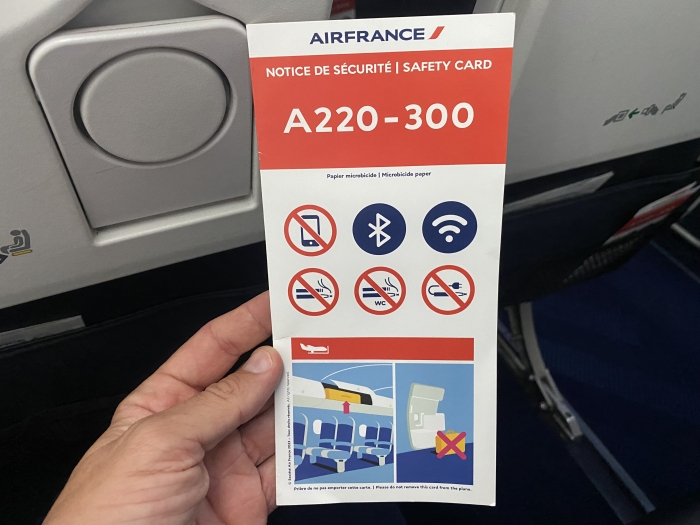 AIRFRANCE
NOTICE DE SÉCURITÉ | SAFETY CARD
A220-300
Papier microbicide | Microbicide paper
WC
Prière de ne pas emporter cette carte. | Please do not remove this card from the plane.